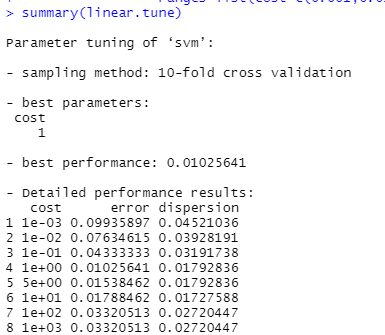 > summary(linear.tune)
Parameter tuning of ‘svm’:
- sampling method: 10-fold cross validation
- best parameters:
cost
1
- best performance: 0.01025641
- Detailed performance results:
cost error dispersion
1 1e-03 0.09935897 0.04521036
2 1e-02 0.07634615 0.03928191
3 1e-01 0.04333333 0.03191738
4 1e+00 0.01025641 0.01792836
5 5e+00 0.01538462 0.01792836
6 1e+01 0.01788462 0.01727588
7 1e+02 0.03320513 0.02720447
8 1e+03 0.03320513 0.02720447